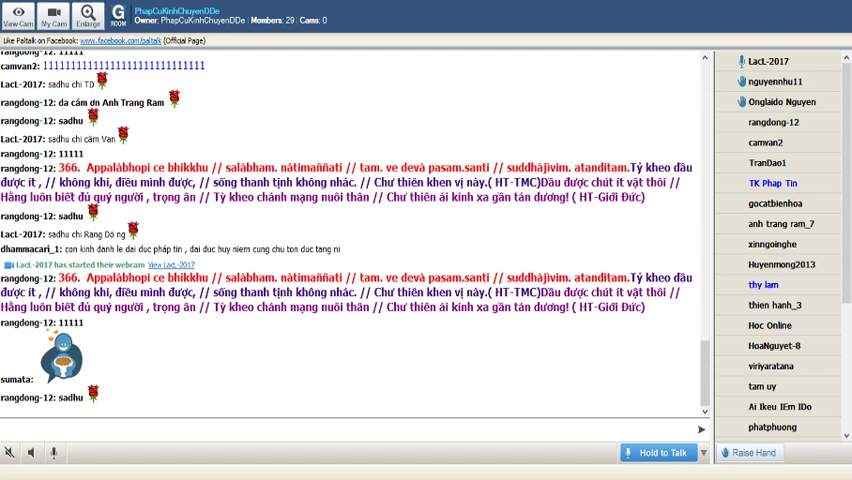 View Cam
My Cam
Enlarge
G
ROOM
PhapCuKinhChuyenDDe
Owner: PhapCuKinhChuyenDDe | Members: 29 | Cams: 0
Like Paltalk on Facebook: www.facebook.com/paltalk (Official Page)
rangdong-12: 11111
camvan2: 11111111111111111111111111111111
LacL-2017: sadhu chi TD
rangdong-12: da cám ơn Anh Trang Ram
rangdong-12: sadhu
LacL-2017: sadhu chi cãm Van
rangdong-12: 11111
rangdong-12: 366. Appalàbhopi ce bhikkhu // salàbham. nàtimaññati // tam. ve devà pasam.santi // suddhàjivim. atanditam.Tỷ kheo đầu
được ít , // không khi, điều mình được, // sống thanh tịnh không nhác. // Chư thiên khen vị này.( HT-TMC)Dầu được chút ít vật thôi //
Hằng luôn biết đủ quý người , trọng ân // Tỳ kheo chánh mạng nuôi thân // Chư thiên ái kính xa gần tán dương! ( HT-Giới Đức)
rangdong-12: sadhu
LacL-2017: sadhu chi Rang Dô ng
dhammacari_1: con kinh danh le dai duc pháp tin , dai duc huy niem cung chu ton duc tang ni
LacL-2017 has started their webcam View LacL-2017
rangdong-12: 366. Appalàbhopi ce bhikkhu // salàbham. nàtimaññati // tam. ve devà pasam.santi // suddhàjivim. atanditam.Tỷ kheo đầu
được ít , // không khi, điều mình được, // sống thanh tịnh không nhác. // Chư thiên khen vị này.( HT-TMC)Dầu được chút ít vật thôi //
Hằng luôn biết đủ quý người , trọng ân // Tỳ kheo chánh mạng nuôi thân // Chư thiên ái kính xa gần tán dương! ( HT-Giới Đức)
rangdong-12: 11111
sumata:
rangdong-12: sadhu
LacL-2017
nguyennhu11
Onglaido Nguyen
rangdong-12
camvan2
TranDao1
TK Phap Tin
gocatbienhoa
anh trang ram_7
xinngoinghe
Huyenmong2013
thy lam
thien hanh_3
Hoc Online
HoaNguyet-8
viriyaratana
tam uy
Ai Ikeu IEm IDo
phatphuong
Hold to Talk
Raise Hand